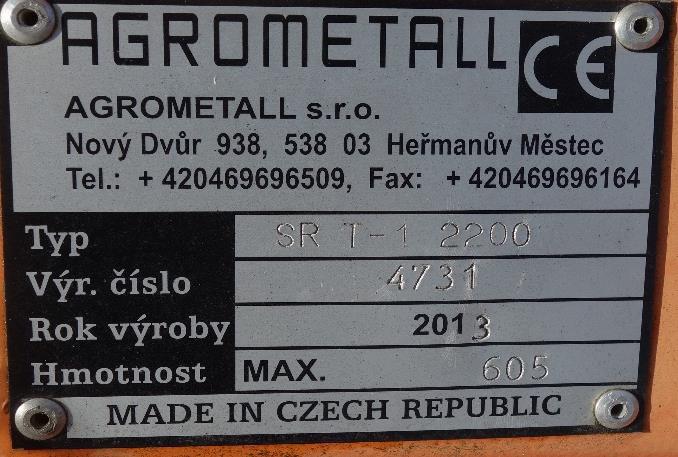 AGROMETALL CE
AGROMETALL s.r.o.
Nový Dvůr 938, 538 03 Heřmanův Městec
Tel.: + 420469696509, Fax: + 420469696164
Typ SR T-1 2200
Výr. číslo 4731
Rok výroby 2013
Hmotnost MAX. 605
MADE IN CZECH REPUBLIC